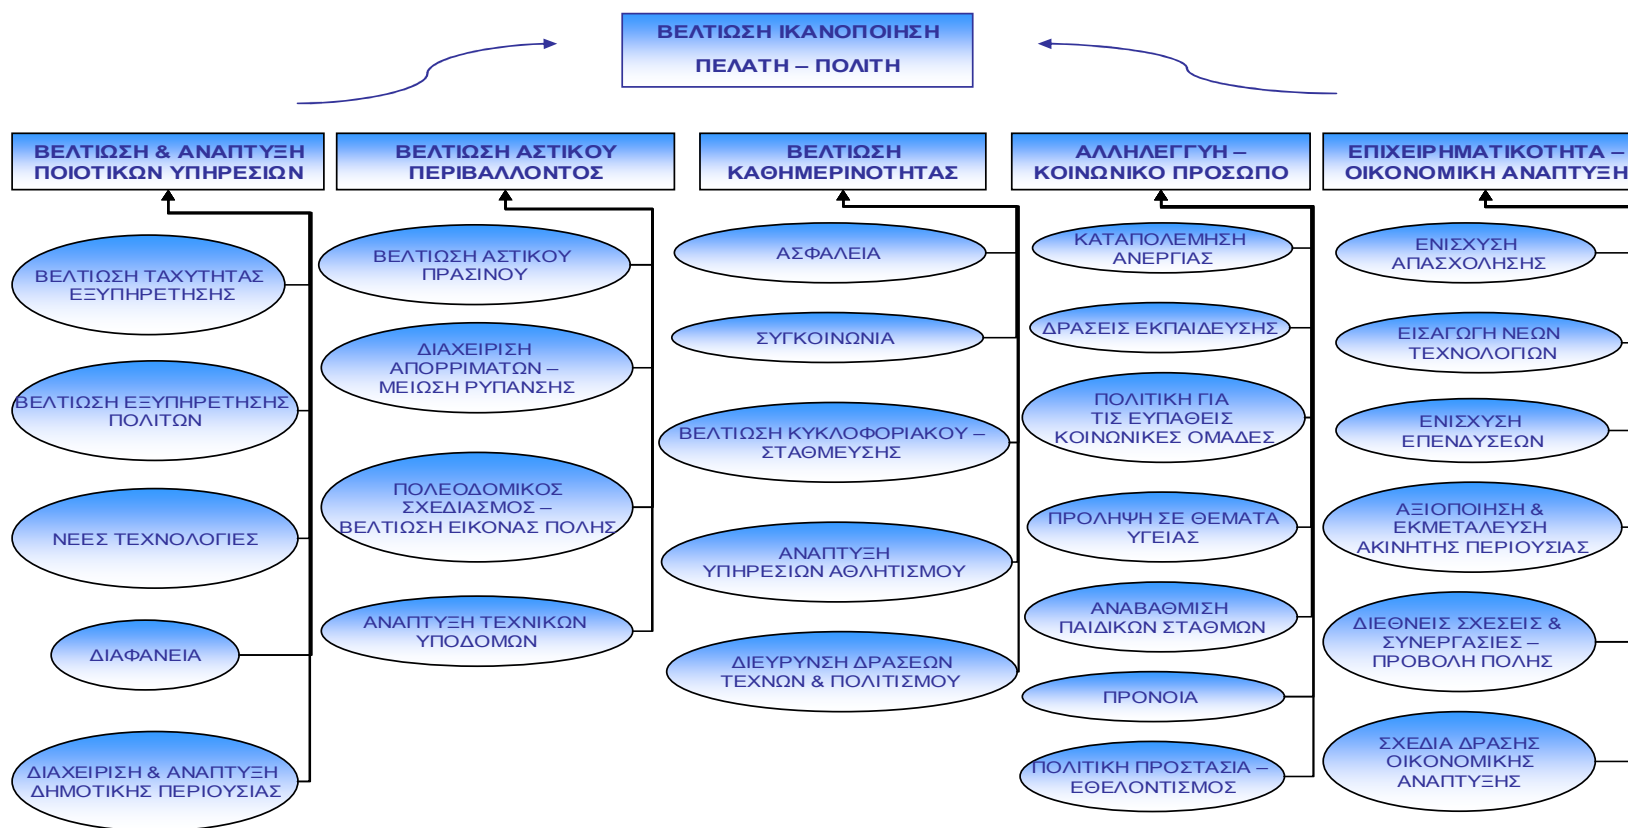 ΒΕΛΤΙΩΣΗ ΙΚΑΝΟΠΟΙΗΣΗ
ΠΕΛΑΤΗ – ΠΟΛΙΤΗ
ΒΕΛΤΙΩΣΗ & ΑΝΑΠΤΥΞΗ
ΠΟΙΟΤΙΚΩΝ ΥΠΗΡΕΣΙΩΝ
ΒΕΛΤΙΩΣΗ ΤΑΧΥΤΗΤΑΣ
ΕΞΥΠΗΡΕΤΗΣΗΣ
ΒΕΛΤΙΩΣΗ ΕΞΥΠΗΡΕΤΗΣΗΣ
ΠΟΛΙΤΩΝ
ΝΕΕΣ ΤΕΧΝΟΛΟΓΙΕΣ
ΔΙΑΦΑΝΕΙΑ
ΔΙΑΧΕΙΡΙΣΗ & ΑΝΑΠΤΥΞΗ
ΔΗΜΟΤΙΚΗΣ ΠΕΡΙΟΥΣΙΑΣ
ΒΕΛΤΙΩΣΗ ΑΣΤΙΚΟΥ
ΠΕΡΙΒΑΛΛΟΝΤΟΣ
ΒΕΛΤΙΩΣΗ ΑΣΤΙΚΟΥ
ΠΡΑΣΙΝΟΥ
ΔΙΑΧΕΙΡΙΣΗ
ΑΠΟΡΡΙΜΑΤΩΝ –
ΜΕΙΩΣΗ ΡΥΠΑΝΣΗΣ
ΠΟΛΕΟΔΟΜΙΚΟΣ
ΣΧΕΔΙΑΣΜΟΣ –
ΒΕΛΤΙΩΣΗ ΕΙΚΟΝΑΣ ΠΟΛΗΣ
ΑΝΑΠΤΥΞΗ ΤΕΧΝΙΚΩΝ
ΥΠΟΔΟΜΩΝ
ΒΕΛΤΙΩΣΗ
ΚΑΘΗΜΕΡΙΝΟΤΗΤΑΣ
ΑΣΦΑΛΕΙΑ
ΣΥΓΚΟΙΝΩΝΙΑ
ΒΕΛΤΙΩΣΗ ΚΥΚΛΟΦΟΡΙΑΚΟΥ –
ΣΤΑΘΜΕΥΣΗΣ
ΑΝΑΠΤΥΞΗ
ΥΠΗΡΕΣΙΩΝ ΑΘΛΗΤΙΣΜΟΥ
ΔΙΕΥΡΥΝΣΗ ΔΡΑΣΕΩΝ
ΤΕΧΝΩΝ & ΠΟΛΙΤΙΣΜΟΥ
ΑΛΛΗΛΕΓΓΥΗ –
ΚΟΙΝΩΝΙΚΟ ΠΡΟΣΩΠΟ
ΚΑΤΑΠΟΛΕΜΗΣΗ
ΑΝΕΡΓΙΑΣ
ΔΡΑΣΕΙΣ ΕΚΠΑΙΔΕΥΣΗΣ
ΠΟΛΙΤΙΚΗ ΓΙΑ
ΤΙΣ ΕΥΠΑΘΕΙΣ
ΚΟΙΝΩΝΙΚΕΣ ΟΜΑΔΕΣ
ΠΡΟΛΗΨΗ ΣΕ ΘΕΜΑΤΑ
ΥΓΕΙΑΣ
ΑΝΑΒΑΘΜΙΣΗ
ΠΑΙΔΙΚΩΝ ΣΤΑΘΜΩΝ
ΠΡΟΝΟΙΑ
ΠΟΛΙΤΙΚΗ ΠΡΟΣΤΑΣΙΑ –
ΕΘΕΛΟΝΤΙΣΜΟΣ
ΕΠΙΧΕΙΡΗΜΑΤΙΚΟΤΗΤΑ –
ΟΙΚΟΝΟΜΙΚΗ ΑΝΑΠΤΥΞΗ
ΕΝΙΣΧΥΣΗ
ΑΠΑΣΧΟΛΗΣΗΣ
ΕΙΣΑΓΩΓΗ ΝΕΩΝ
ΤΕΧΝΟΛΟΓΙΩΝ
ΕΝΙΣΧΥΣΗ
ΕΠΕΝΔΥΣΕΩΝ
ΑΞΙΟΠΟΙΗΣΗ &
ΕΚΜΕΤΑΛΕΥΣΗ
ΑΚΙΝΗΤΗΣ ΠΕΡΙΟΥΣΙΑΣ
ΔΙΕΘΝΕΙΣ ΣΧΕΣΕΙΣ &
ΣΥΝΕΡΓΑΣΙΕΣ –
ΠΡΟΒΟΛΗ ΠΟΛΗΣ
ΣΧΕΔΙΑ ΔΡΑΣΗΣ
ΟΙΚΟΝΟΜΙΚΗΣ
ΑΝΑΠΤΥΞΗΣ